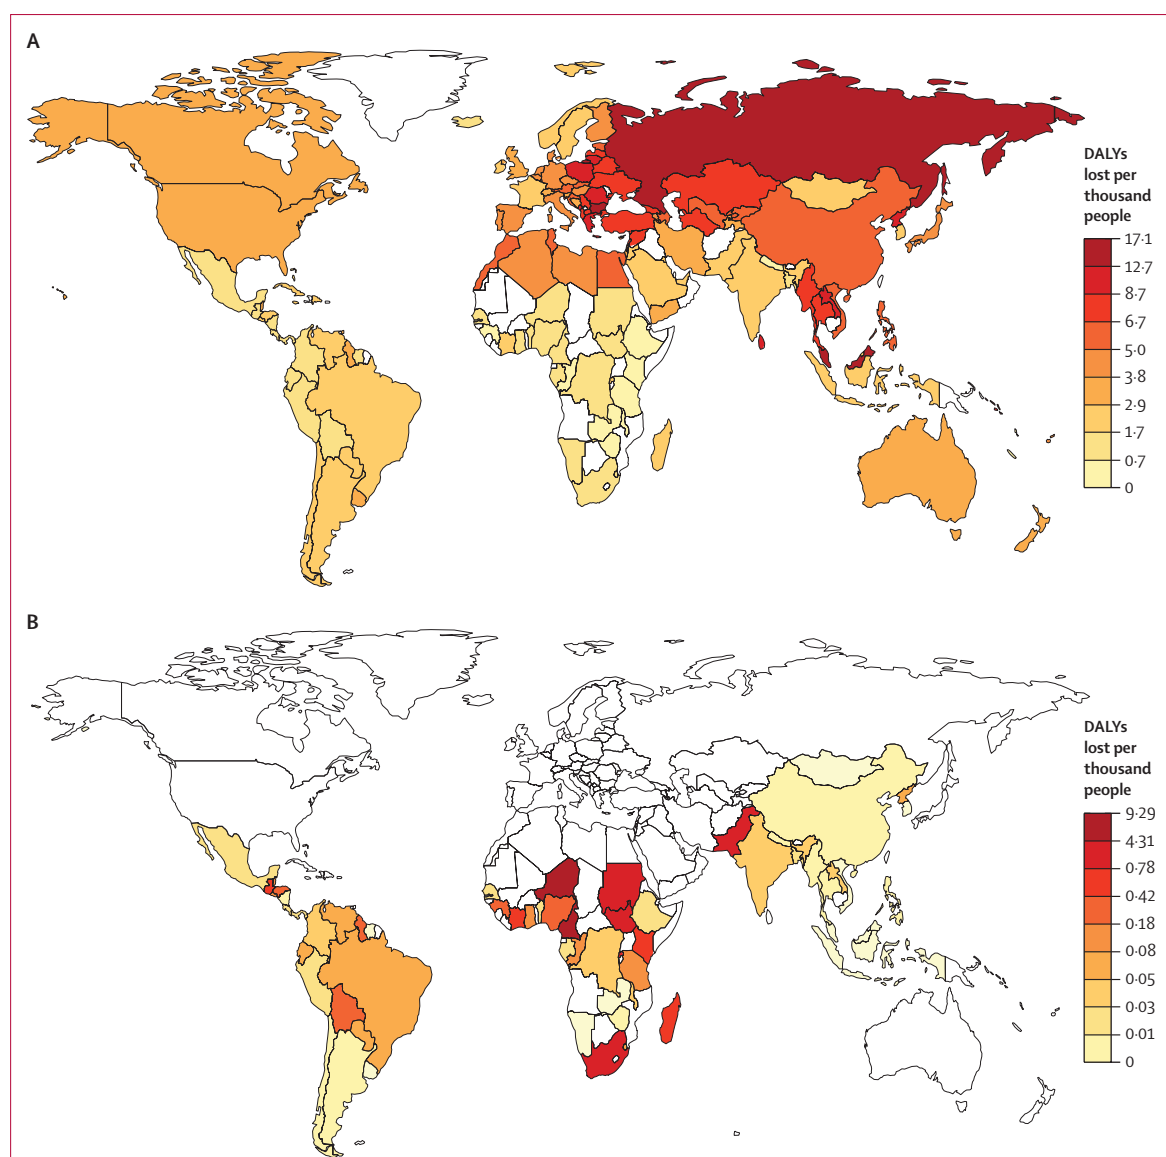 A
DALYs
lost per
thousand
people
17·1
12·7
8·7
6·7
5·0
3·8
2·9
1·7
0·7
0
B
DALYs
lost per
thousand
people
9·29
4·31
0·78
0·42
0·18
0·08
0·05
0·03
0·01
0